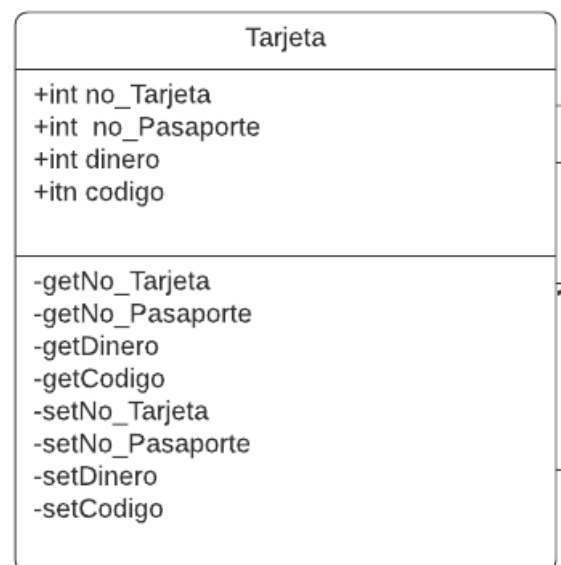 Tarjeta
+int no_Tarjeta
+int no_Pasaporte
+int dinero
+itn codigo
-getNo_Tarjeta
-getNo_Pasaporte
-getDinero
-getCodigo
-setNo_Tarjeta
-setNo_Pasaporte
-setDinero
-setCodigo